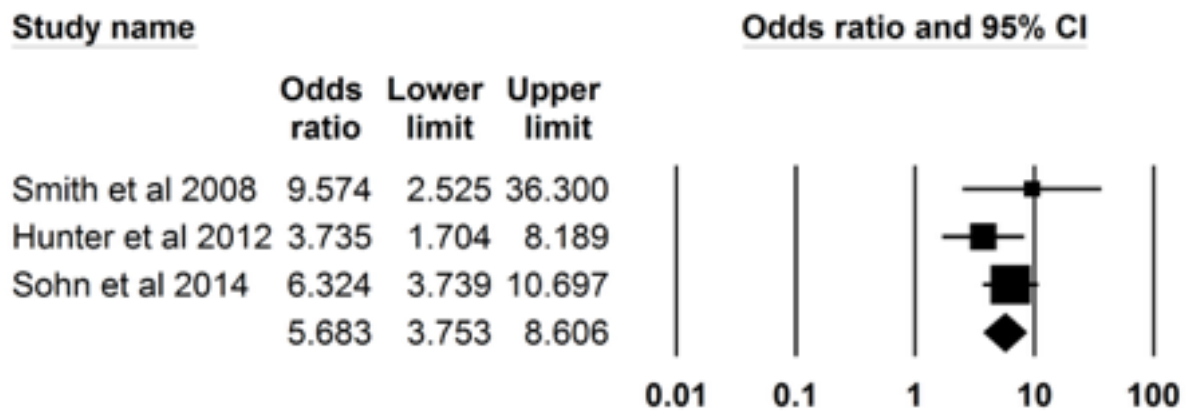 Study name Odds ratio and 95% CI
Odds Lower Upper
ratio limit limit
Smith et al 2008 9.574 2.525 36.300
Hunter et al 2012 3.735 1.704 8.189
Sohn et al 2014 6.324 3.739 10.697
5.683 3.753 8.606
0.01 0.1 1 10 100